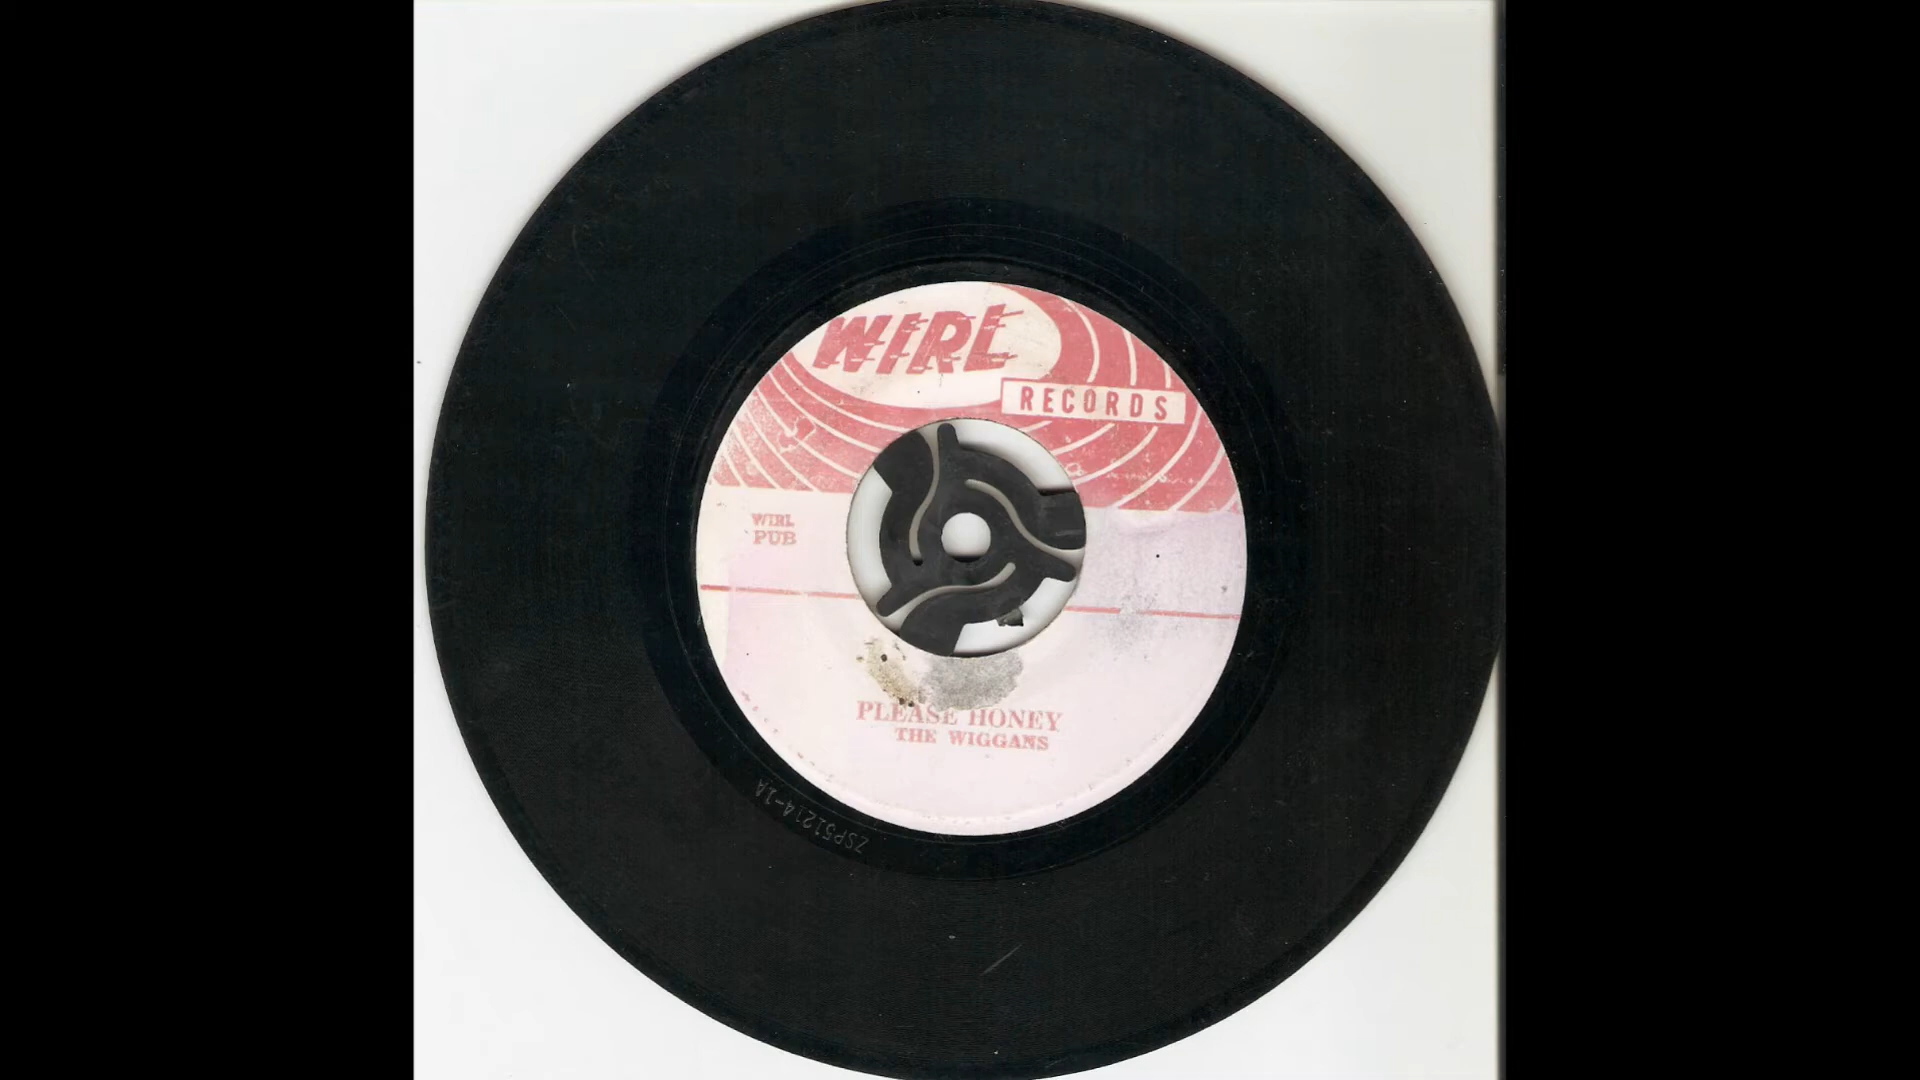 WIRL
RECORDS
WIRL
PUB
PLEASE HONEY
THE WIGGANS
ZSP51214-1A